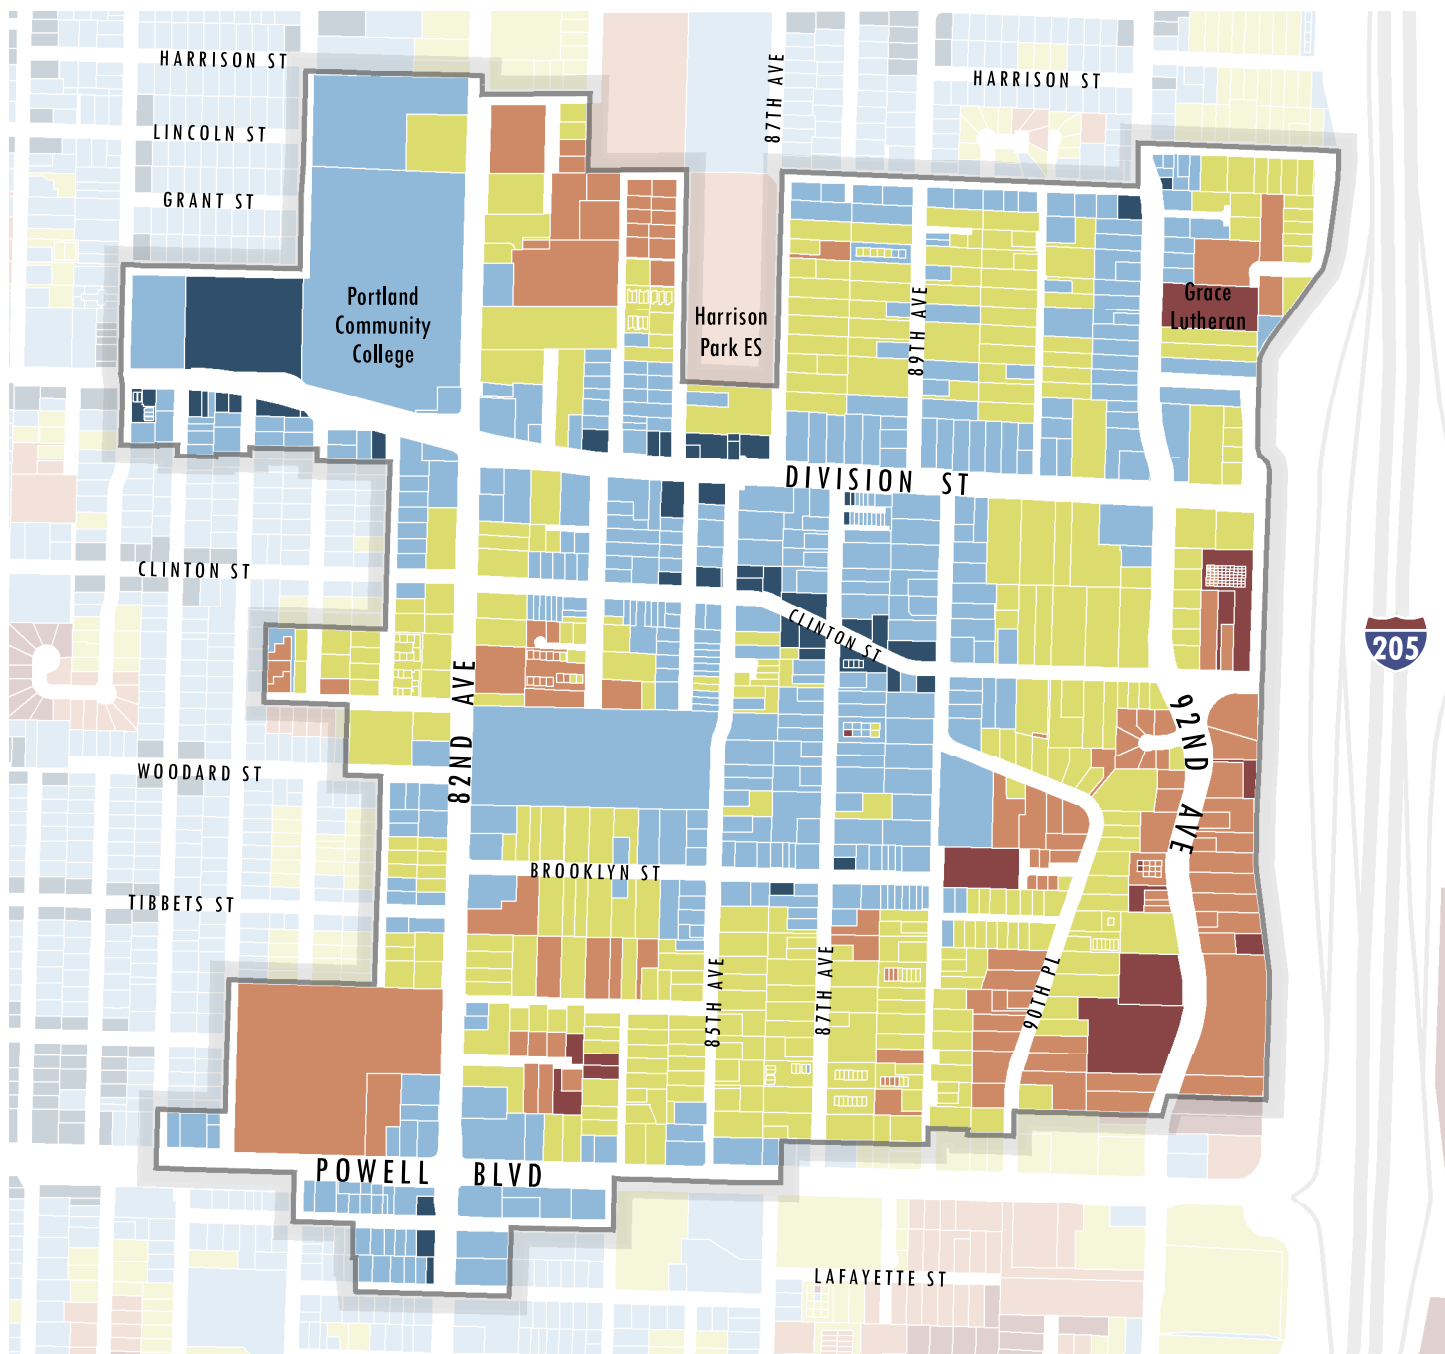 HARRISON ST
87TH AVE
HARRISON ST
LINCOLN ST
GRANT ST
Portland
Community
College
Harrison
Park ES
89TH AVE
Grace
Lutheran
DIVISION ST
CLINTON ST
CLINTON ST
205
82ND AVE
92ND AVE
WOODARD ST
BROOKLYN ST
TIBBETS ST
85TH AVE
87TH AVE
90TH PL
POWELL BLVD
LAFAYETTE ST